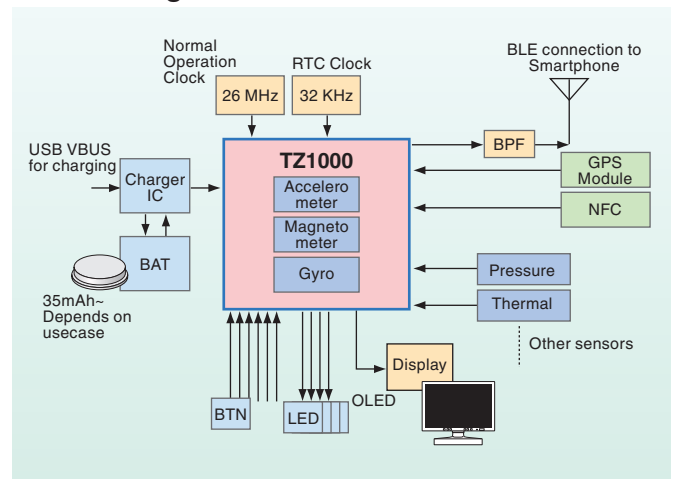 Normal
Operation
Clock
RTC Clock
BLE connection to
Smartphone
26 MHz
32 KHz
BPF
USB VBUS
for charging
TZ1000
GPS
Module
Charger
IC
Accelero
meter
NFC
Magneto
meter
BAT
Gyro
Pressure
35mAh~
Depends on
usecase
Thermal
Other sensors
Display
BTN
LED
OLED